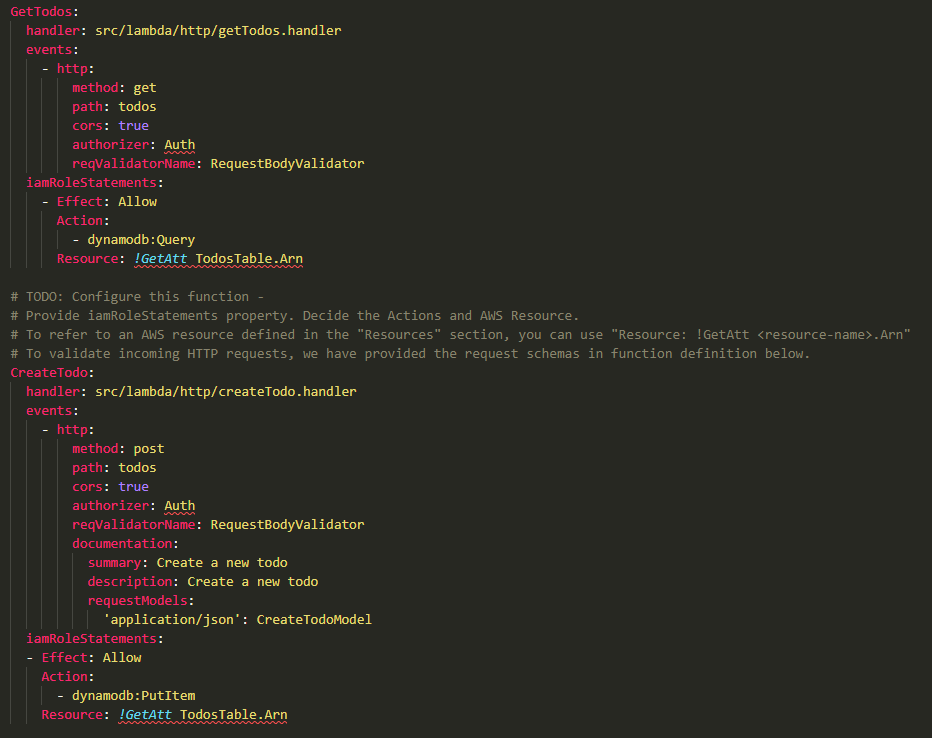 GetTodos:
  handler: src/lambda/http/getTodos.handler
  events:
    - http:
        method: get
        path: todos
        cors: true
        authorizer: Auth
        reqValidatorName: RequestBodyValidator
  iamRoleStatements:
    - Effect: Allow
      Action:
        - dynamodb:Query
      Resource: !GetAtt TodosTable.Arn

# TODO: Configure this function -
# Provide iamRoleStatements property. Decide the Actions and AWS Resource.
# To refer to an AWS resource defined in the "Resources" section, you can use "Resource: !GetAtt <resource-name>.Arn"
# To validate incoming HTTP requests, we have provided the request schemas in function definition below.
CreateTodo:
  handler: src/lambda/http/createTodo.handler
  events:
    - http:
        method: post
        path: todos
        cors: true
        authorizer: Auth
        reqValidatorName: RequestBodyValidator
        documentation:
          summary: Create a new todo
          description: Create a new todo
          requestModels:
            'application/json': CreateTodoModel
  iamRoleStatements:
  - Effect: Allow
    Action:
      - dynamodb:PutItem
    Resource: !GetAtt TodosTable.Arn